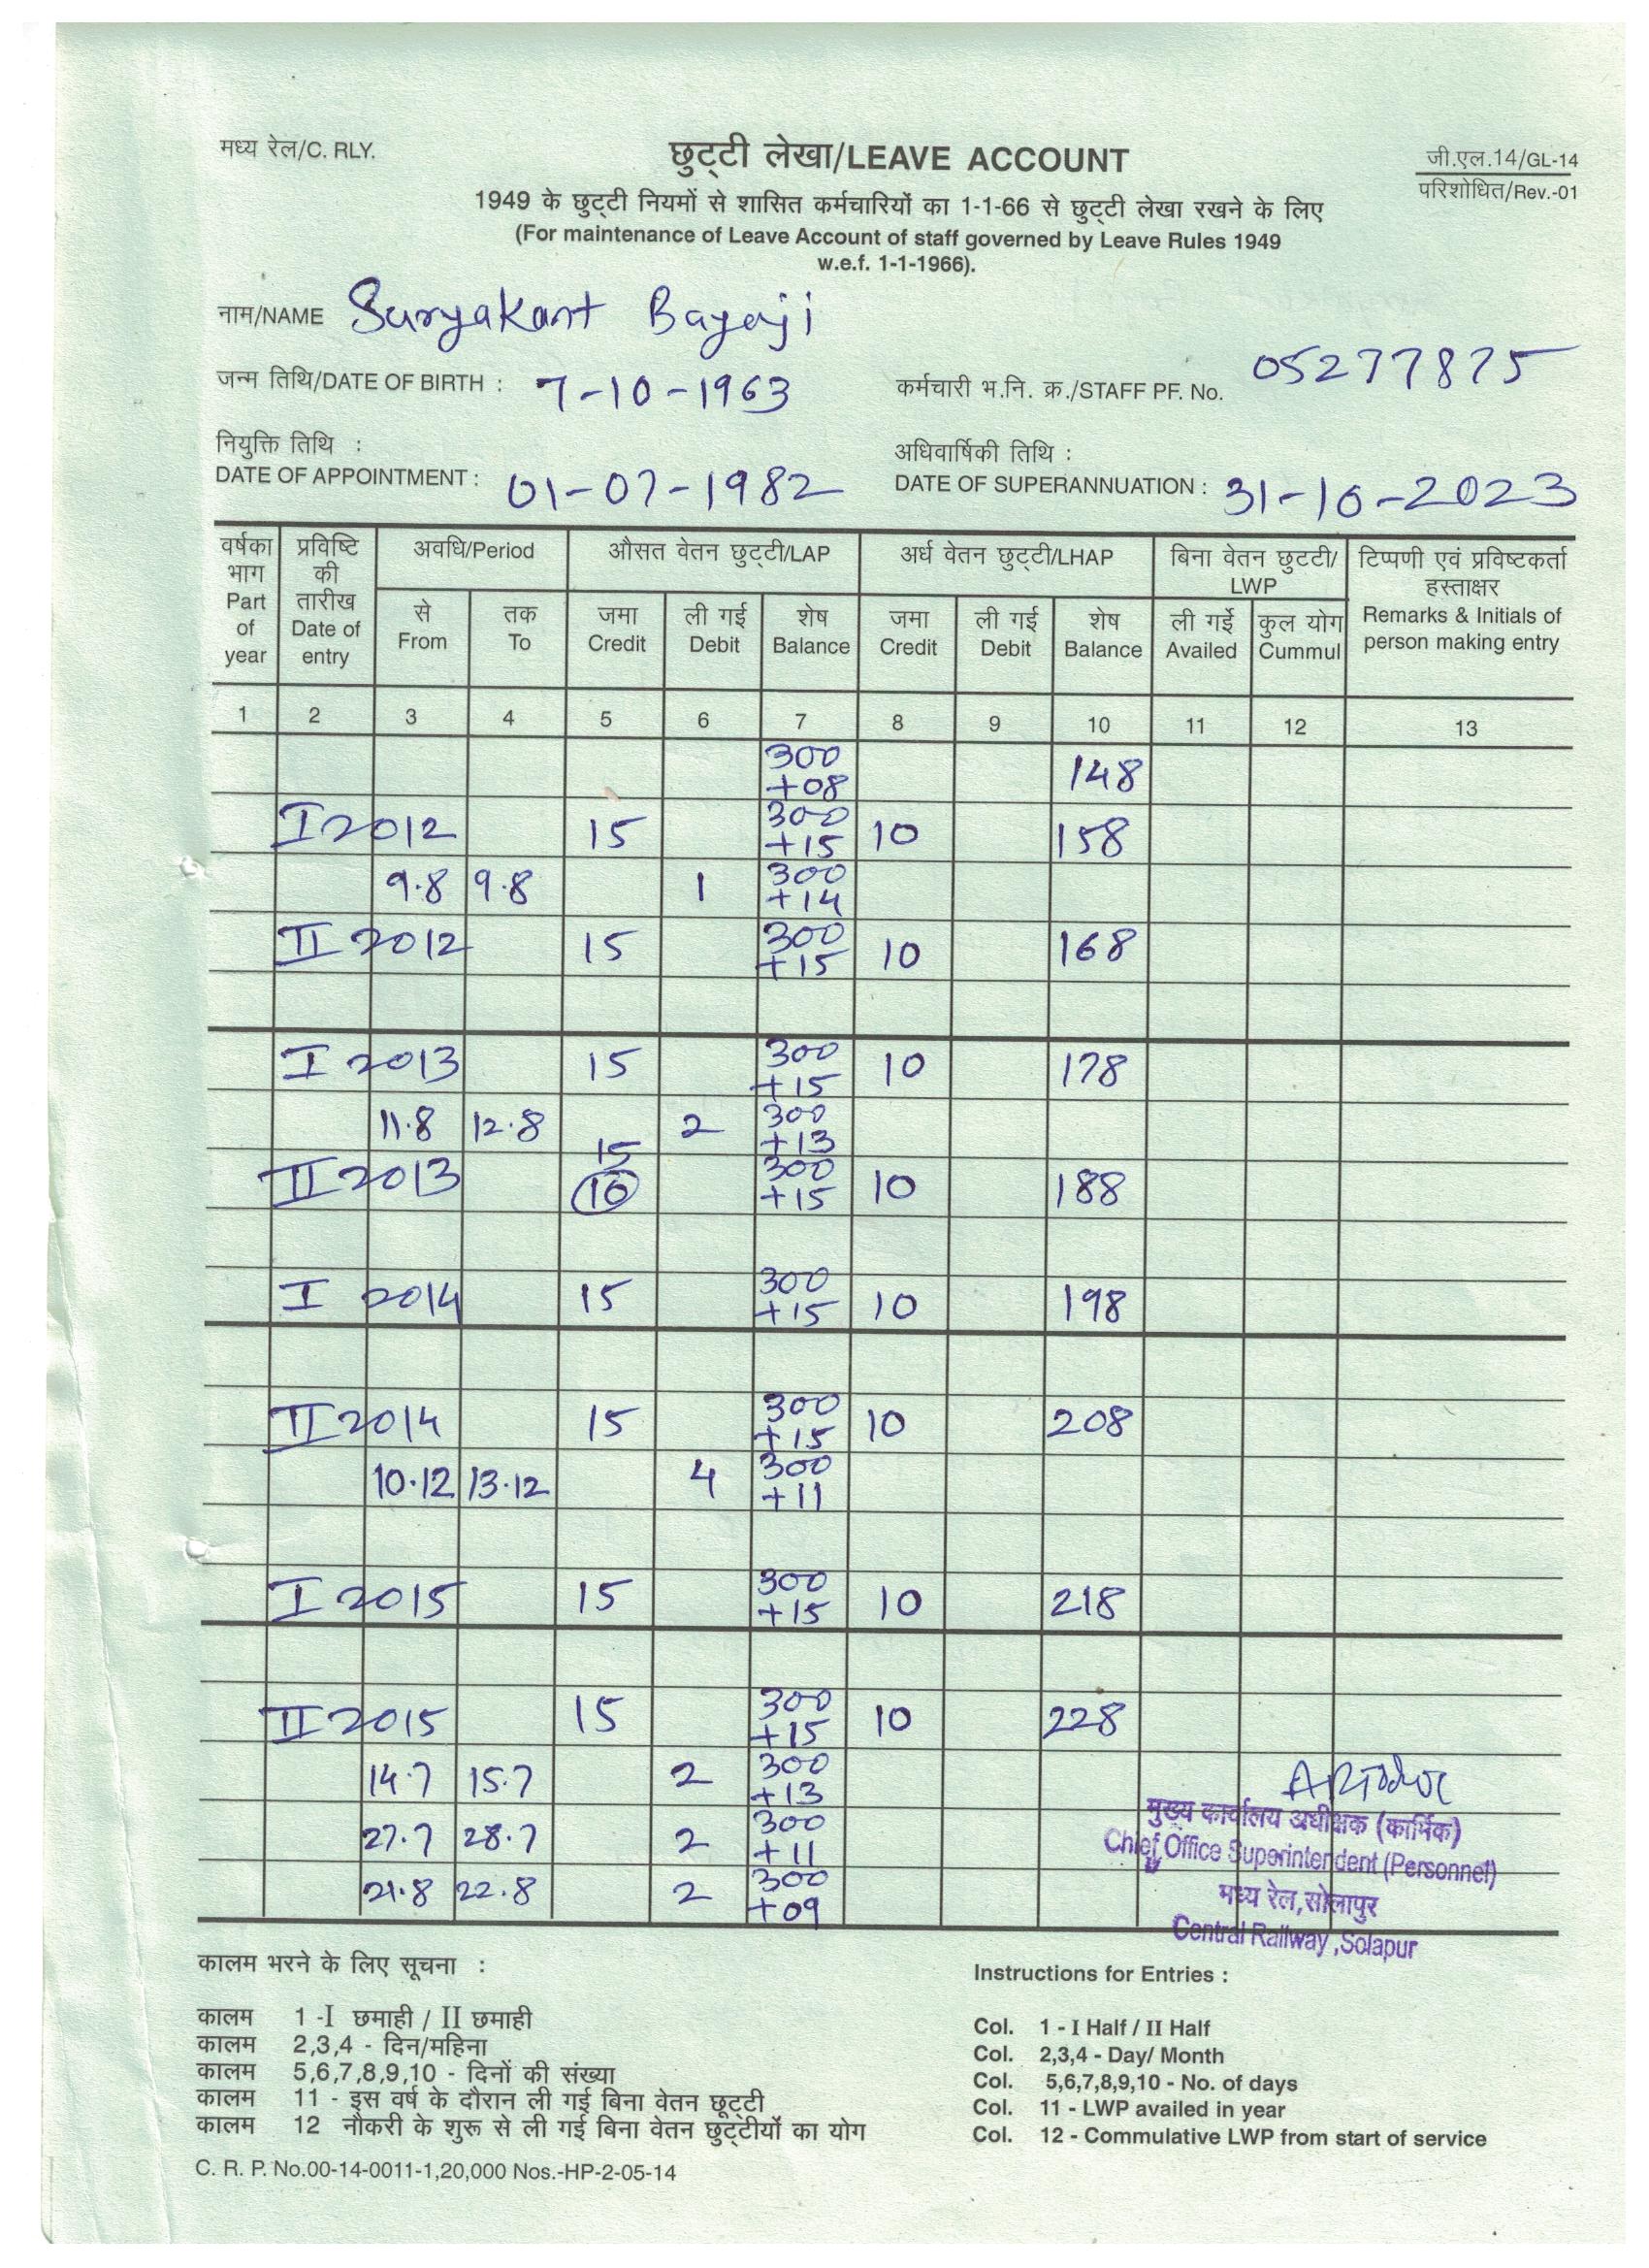 मध्य रेल/C. RLY.
छुट्टी लेखा/LEAVE ACCOUNT
जी.एल.14/GL-14
परिशोधित/Rev.-01
1949 के छुट्टी नियमों से शासित कर्मचारियों का 1-1-66 से छुट्टी लेखा रखने के लिए
(For maintenance of Leave Account of staff governed by Leave Rules 1949
w.e.f. 1-1-1966).
नाम/NAME Suryakant Bayaji
जन्म तिथि/DATE OF BIRTH : 7-10-1963 कर्मचारी भ.नि. क्र./STAFF PF. No. 05277875
नियुक्ति तिथि : अधिवार्षिकी तिथि :
DATE OF APPOINTMENT : 01-07-1982 DATE OF SUPERANNUATION : 31-10-2023
वर्षका भाग Part of year
प्रविष्टि की तारीख Date of entry
अवधि/Period
औसत वेतन छुट्टी/LAP
अर्ध वेतन छुट्टी/LHAP
बिना वेतन छुटटी/ LWP
टिप्पणी एवं प्रविष्टकर्ता हस्ताक्षर Remarks & Initials of person making entry
से From
तक To
जमा Credit
ली गई Debit
शेष Balance
जमा Credit
ली गई Debit
शेष Balance
ली गईे Availed
कुल योग Cummul
1 2 3 4 5 6 7 8 9 10 11 12 13
300 +08 148
I 2012 15 300 +15 10 158
9.8 9.8 1 300 +14
II 2012 15 300 +15 10 168
I 2013 15 300 +15 10 178
11.8 12.8 2 300 +13
II 2013 15 10 300 +15 10 188
I 2014 15 300 +15 10 198
II 2014 15 300 +15 10 208
10.12 13.12 4 300 +11
I 2015 15 300 +15 10 218
II 2015 15 300 +15 10 228
14.7 15.7 2 300 +13
27.7 28.7 2 300 +11
21.8 22.8 2 300 +09
मुख्य कार्यालय अधीक्षक (कार्मिक)
Chief Office Superintendent (Personnel)
मध्य रेल,सोलापुर
Central Railway ,Solapur
कालम भरने के लिए सूचना :
कालम 1 -I छमाही / II छमाही
कालम 2,3,4 - दिन/महिना
कालम 5,6,7,8,9,10 - दिनों की संख्या
कालम 11 - इस वर्ष के दौरान ली गई बिना वेतन छूट्टी
कालम 12 नौकरी के शुरू से ली गई बिना वेतन छुट्टीयों का योग
Instructions for Entries :
Col. 1 - I Half / II Half
Col. 2,3,4 - Day/ Month
Col. 5,6,7,8,9,10 - No. of days
Col. 11 - LWP availed in year
Col. 12 - Commulative LWP from start of service
C. R. P. No.00-14-0011-1,20,000 Nos.-HP-2-05-14